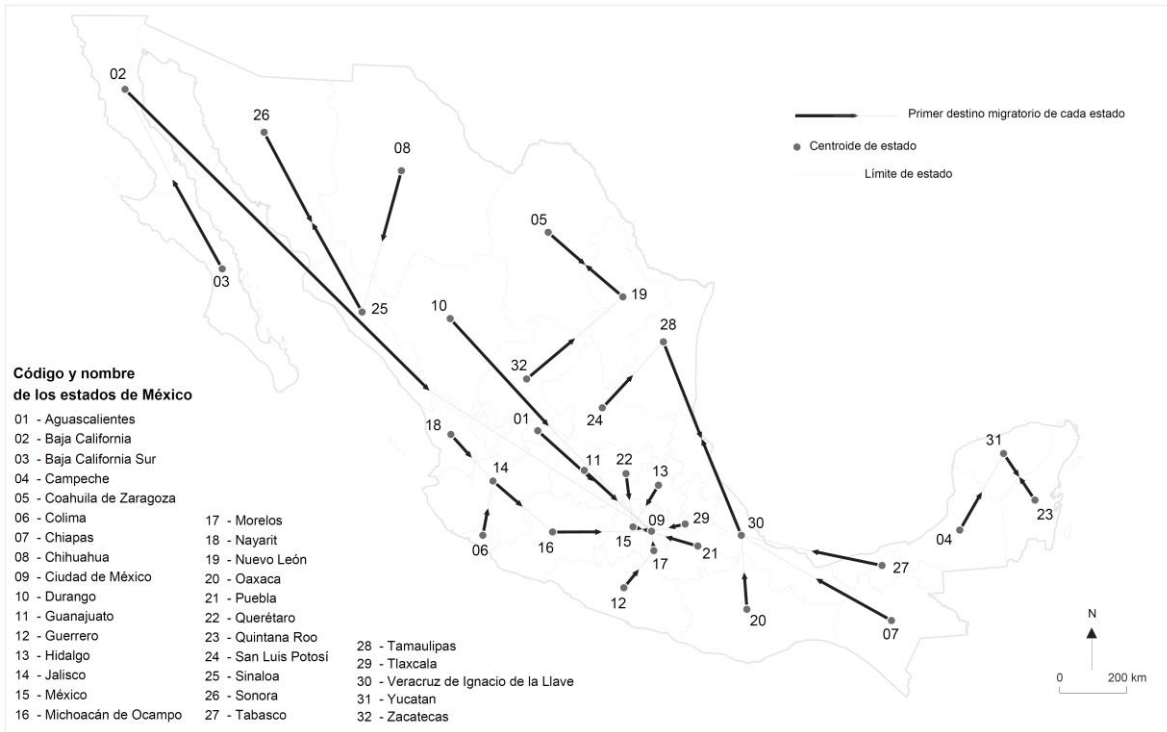 02
26
08
03
25
05
19
10
32
28
24
01
18
14
11
22
13
06
16
15
09
29
21
17
12
30
20
27
07
31
04
23
Primer destino migratorio de cada estado
Centroide de estado
Límite de estado
Código y nombre
de los estados de México
01 - Aguascalientes
02 - Baja California
03 - Baja California Sur
04 - Campeche
05 - Coahuila de Zaragoza
06 - Colima
07 - Chiapas
08 - Chihuahua
09 - Ciudad de México
10 - Durango
11 - Guanajuato
12 - Guerrero
13 - Hidalgo
14 - Jalisco
15 - México
16 - Michoacán de Ocampo
17 - Morelos
18 - Nayarit
19 - Nuevo León
20 - Oaxaca
21 - Puebla
22 - Querétaro
23 - Quintana Roo
24 - San Luis Potosí
25 - Sinaloa
26 - Sonora
27 - Tabasco
28 - Tamaulipas
29 - Tlaxcala
30 - Veracruz de Ignacio de la Llave
31 - Yucatan
32 - Zacatecas
N
0 200 km